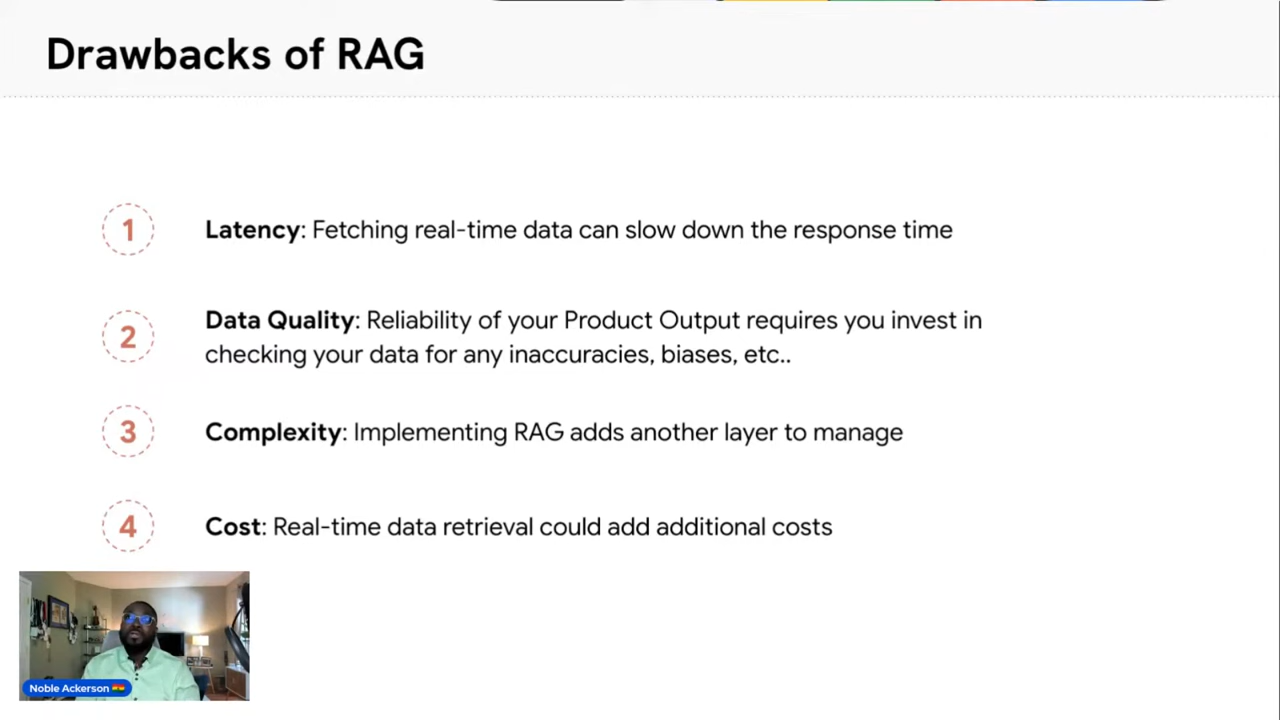 Drawbacks of RAG
1
Latency: Fetching real-time data can slow down the response time
2
Data Quality: Reliability of your Product Output requires you invest in
checking your data for any inaccuracies, biases, etc..
3
Complexity: Implementing RAG adds another layer to manage
4
Cost: Real-time data retrieval could add additional costs
Noble Ackerson 🇬🇭